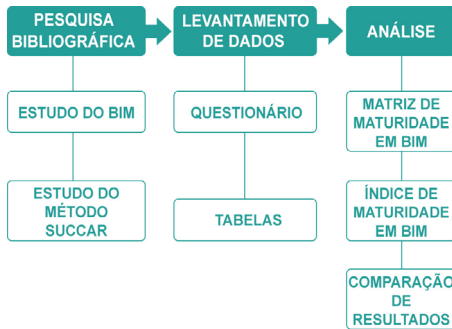 PESQUISA
BIBLIOGRÁFICA
LEVANTAMENTO
DE DADOS
ANÁLISE
ESTUDO DO BIM
QUESTIONÁRIO
MATRIZ DE
MATURIDADE
EM BIM
ESTUDO DO
MÉTODO
SUCCAR
TABELAS
ÍNDICE DE
MATURIDADE
EM BIM
COMPARAÇÃO
DE
RESULTADOS